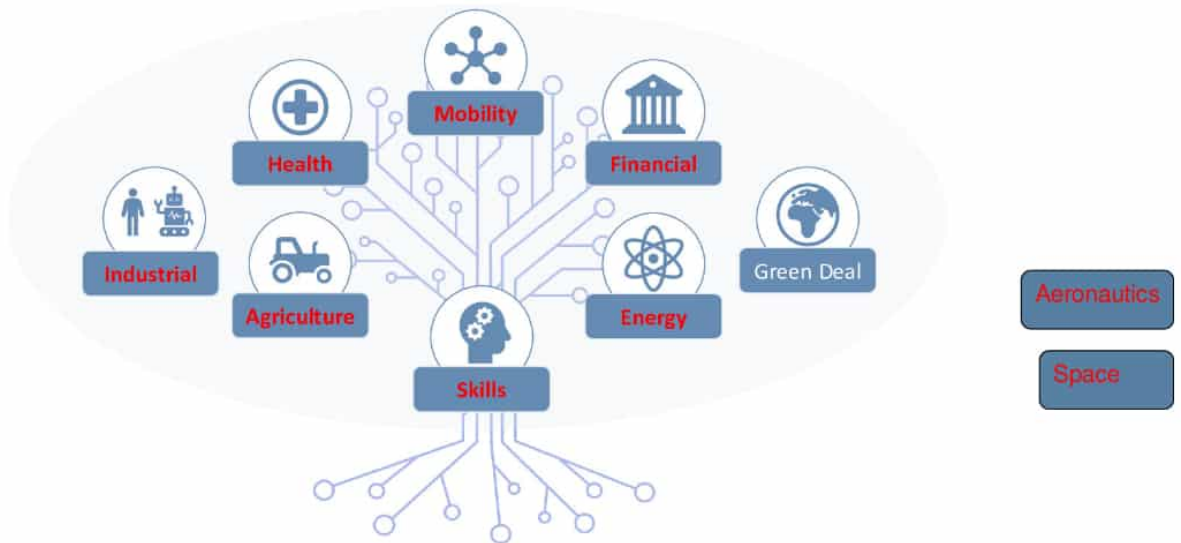 Mobility
Health
Financial
Industrial
Agriculture
Energy
Green Deal
Skills
Aeronautics
Space